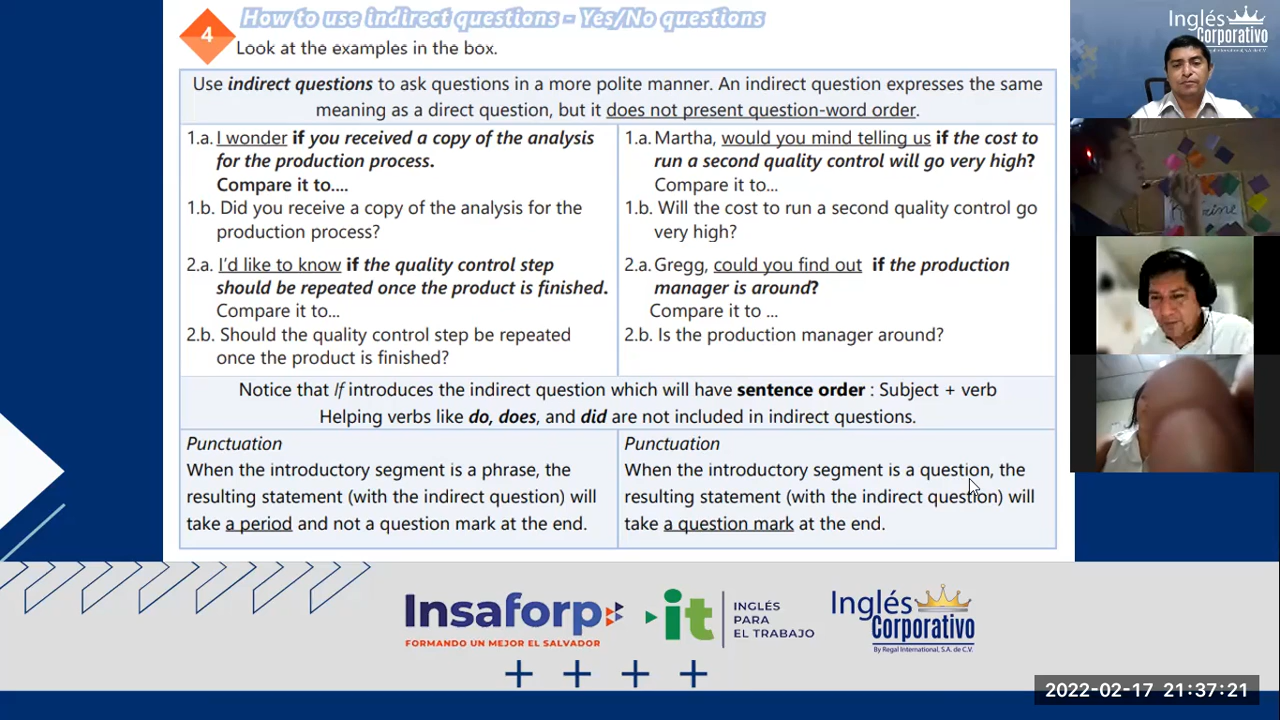 How to use indirect questions - Yes/No questions
4
Look at the examples in the box.
Use indirect questions to ask questions in a more polite manner. An indirect question expresses the same
meaning as a direct question, but it does not present question-word order.
1.a. I wonder if you received a copy of the analysis
for the production process.
Compare it to....
1.b. Did you receive a copy of the analysis for the
production process?
2.a. I'd like to know if the quality control step
should be repeated once the product is finished.
Compare it to...
2.b. Should the quality control step be repeated
once the product is finished?
1.a. Martha, would you mind telling us if the cost to
run a second quality control will go very high?
Compare it to...
1.b. Will the cost to run a second quality control go
very high?
2.a. Gregg, could you find out if the production
manager is around?
Compare it to ...
2.b. Is the production manager around?
Notice that If introduces the indirect question which will have sentence order : Subject + verb
Helping verbs like do, does, and did are not included in indirect questions.
Punctuation
When the introductory segment is a phrase, the
resulting statement (with the indirect question) will
take a period and not a question mark at the end.
Punctuation
When the introductory segment is a question, the
resulting statement (with the indirect question) will
take a question mark at the end.
Inglés
Corporativo
Insaforp
FORMANDO UN MEJOR EL SALVADOR
it
INGLÉS
PARA
EL TRABAJO
Inglés
Corporativo
By Regal International, S.A. de C.V.
2022-02-17 21:37:21